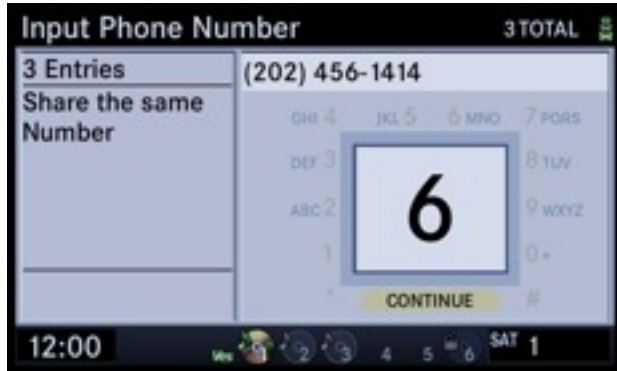 Input Phone Number 3 TOTAL
3 Entries
(202) 456-1414
Share the same
Number
GHI 4 JKL 5 6 MNO 7 PQRS
DEF 3 8 TUV
ABC 2 6 9 WXYZ
1 0 +
* CONTINUE #
12:00 Yes 2 3 4 5 6 SAT 1